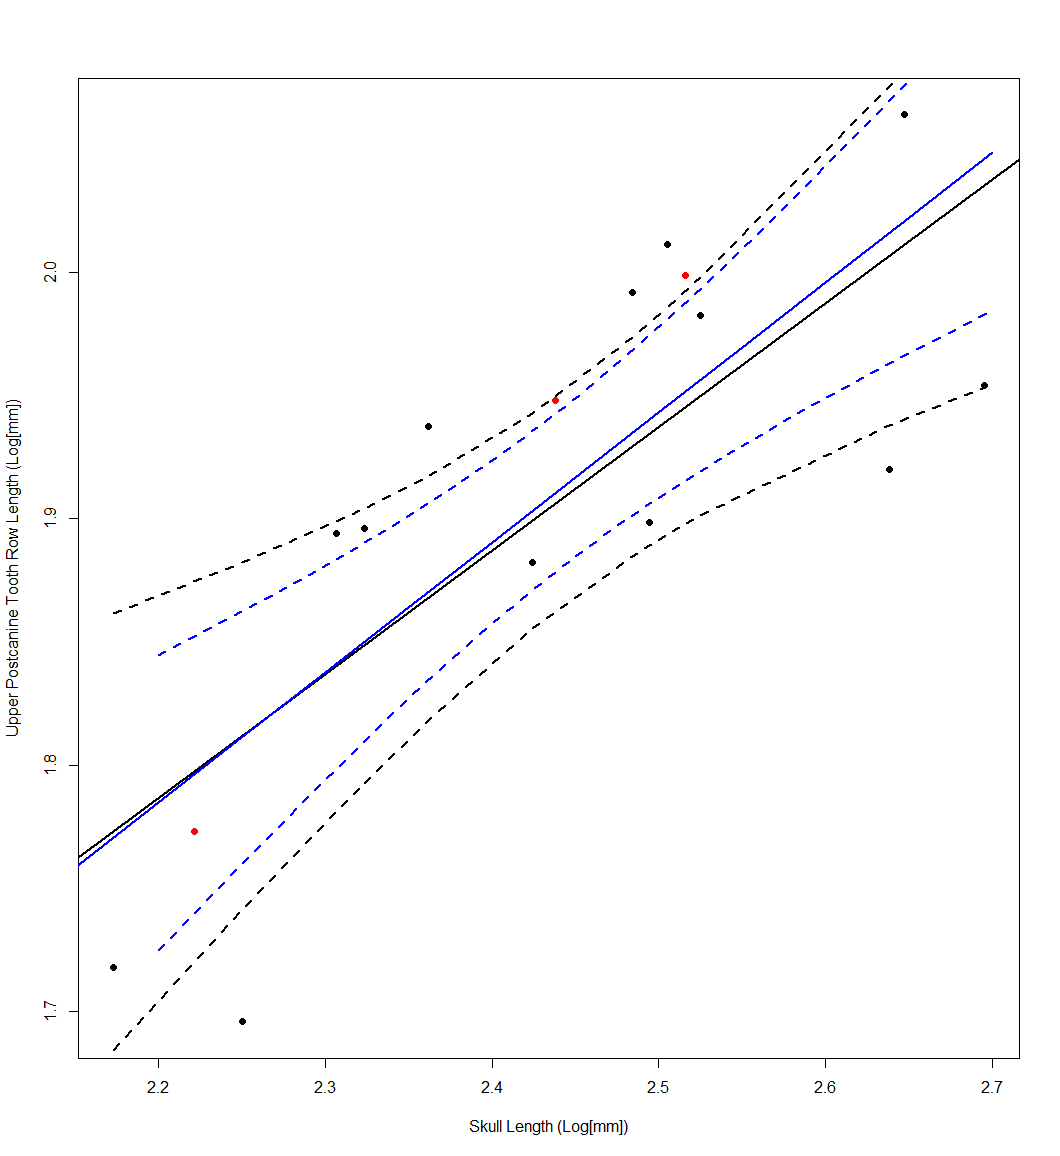 Upper Postcanine Tooth Row Length (Log[mm])
2.0
1.9
1.8
1.7
2.2 2.3 2.4 2.5 2.6 2.7
Skull Length (Log[mm])